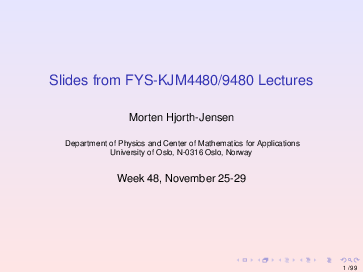 Slides from FYS-KJM4480/9480 Lectures
Morten Hjorth-Jensen
Department of Physics and Center of Mathematics for Applications
University of Oslo, N-0316 Oslo, Norway
Week 48, November 25-29
1 / 99